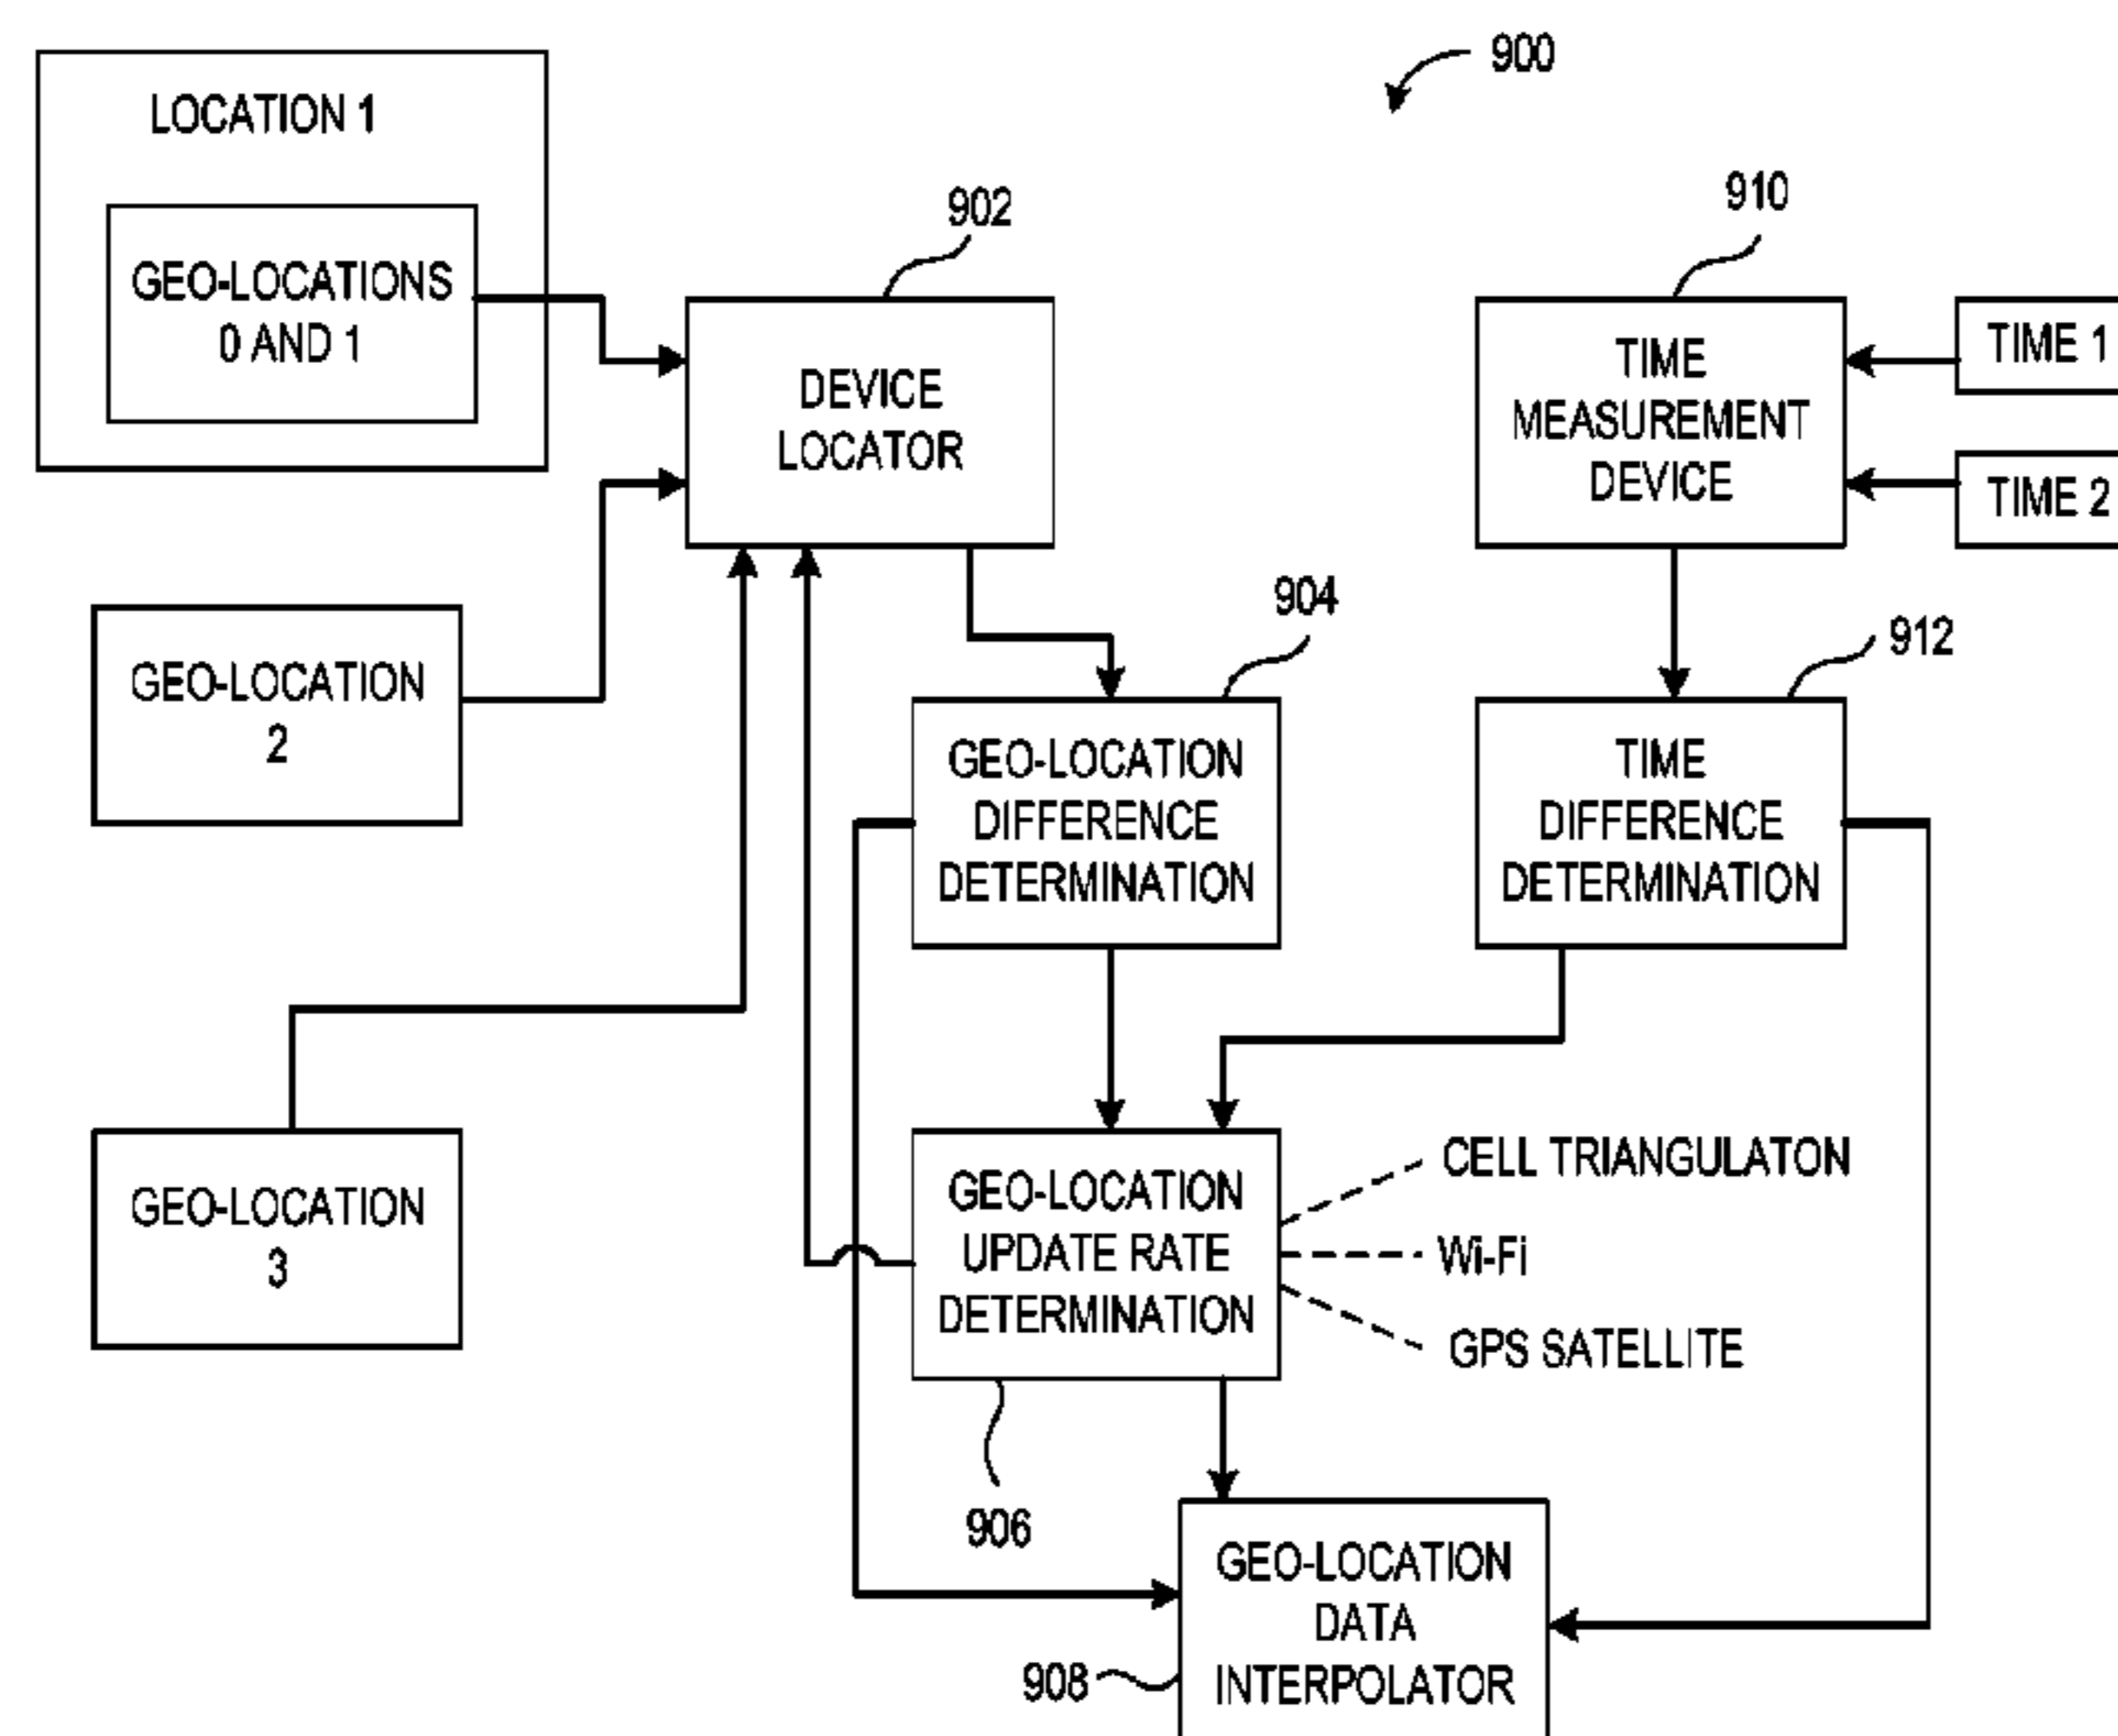 900
LOCATION 1
GEO-LOCATIONS
0 AND 1
902
DEVICE
LOCATOR
910
TIME
MEASUREMENT
DEVICE
TIME 1
TIME 2
GEO-LOCATION
2
904
GEO-LOCATION
DIFFERENCE
DETERMINATION
912
TIME
DIFFERENCE
DETERMINATION
GEO-LOCATION
3
GEO-LOCATION
UPDATE RATE
DETERMINATION
CELL TRIANGULATON
Wi-Fi
GPS SATELLITE
906
GEO-LOCATION
DATA
INTERPOLATOR
908